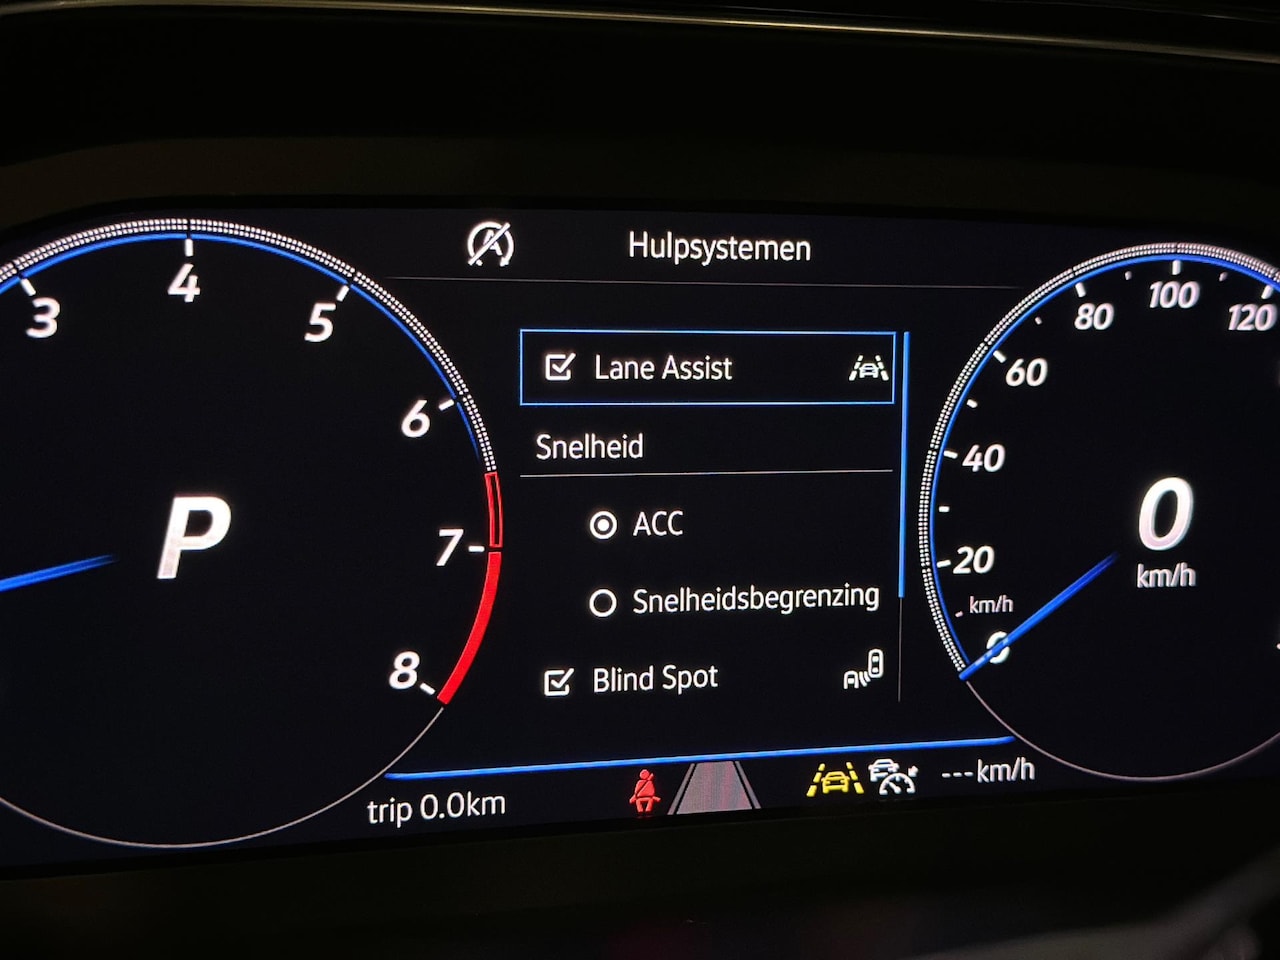 Hulpsystemen
3
4
5
6
7
8
P
Lane Assist
Snelheid
ACC
Snelheidsbegrenzing
Blind Spot
trip 0.0km
---km/h
120
100
80
60
40
20
km/h
0
0
km/h